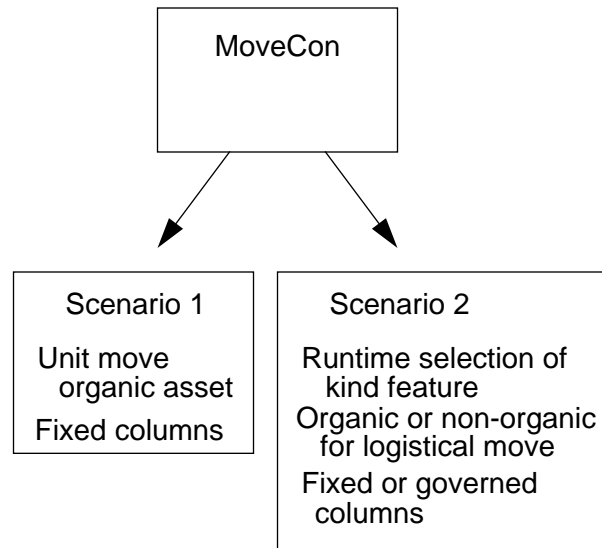 MoveCon
Scenario 1
Unit move
organic asset
Fixed columns
Scenario 2
Runtime selection of
kind feature
Organic or non-organic
for logistical move
Fixed or governed
columns